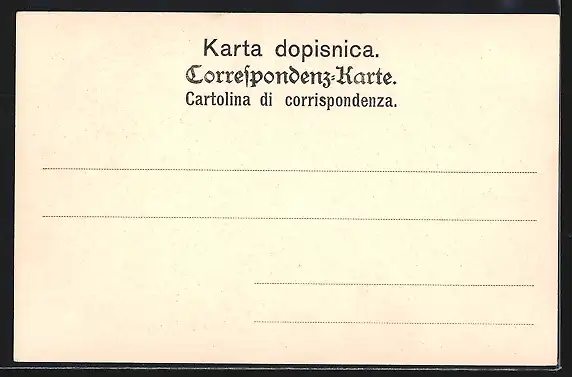 Karta dopisnica.
Correſpondenz-Karte.
Cartolina di corrispondenza.